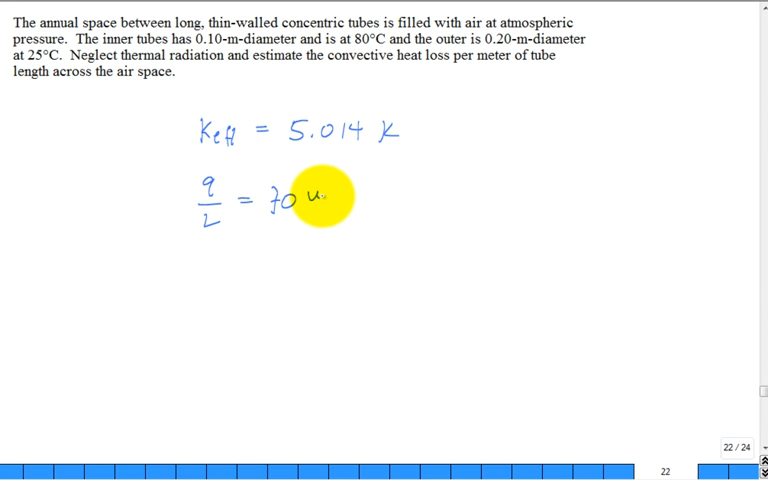 The annual space between long, thin-walled concentric tubes is filled with air at atmospheric
pressure.  The inner tubes has 0.10-m-diameter and is at 80°C and the outer is 0.20-m-diameter
at 25°C.  Neglect thermal radiation and estimate the convective heat loss per meter of tube
length across the air space.
Keff = 5.014 K
q/L = 70
22 / 24
22